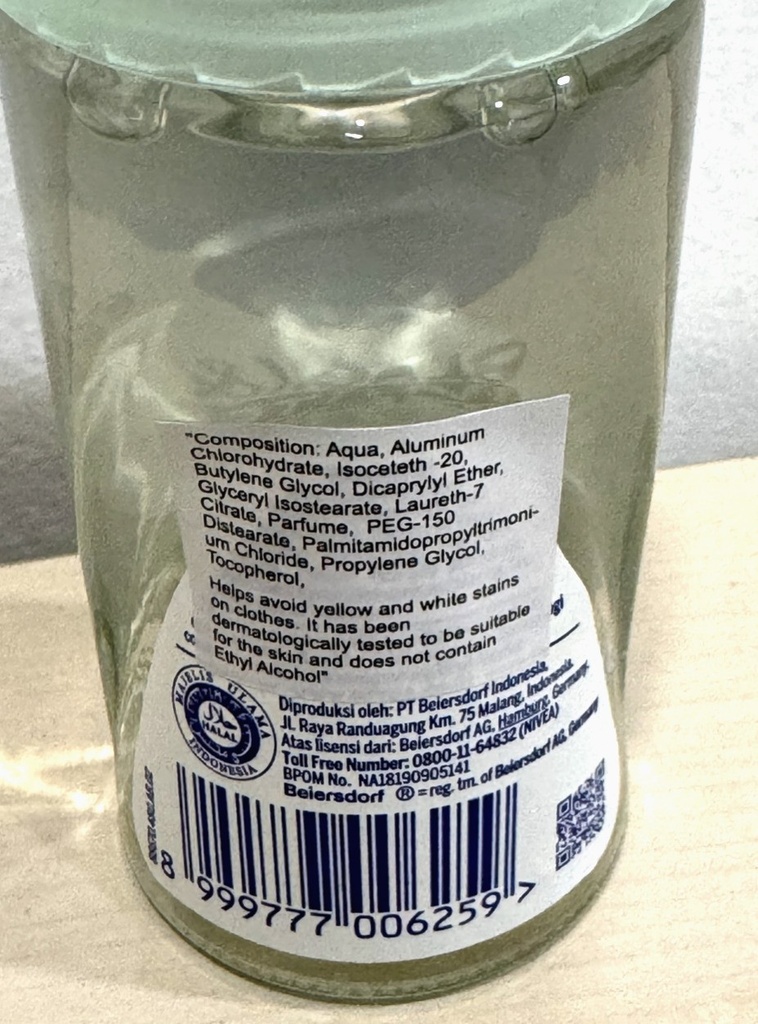 "Composition: Aqua, Aluminum
Chlorohydrate, Isoceteth -20,
Butylene Glycol, Dicaprylyl Ether,
Glyceryl Isostearate, Laureth-7
Citrate, Parfume, PEG-150
Distearate, Palmitamidopropyltrimoni-
um Chloride, Propylene Glycol,
Tocopherol,
Helps avoid yellow and white stains
on clothes. It has been
dermatologically tested to be suitable
for the skin and does not contain
Ethyl Alcohol"
MAJELIS ULAMA
حلال
HALAL
INDONESIA
Diproduksi oleh: PT Beiersdorf Indonesia,
JL Raya Randuagung Km. 75 Malang, Indonesia.
Atas lisensi dari: Beiersdorf AG, Hamburg, Germany.
Toll Free Number: 0800-11-64832 (NIVEA)
BPOM No. NA18190905141
Beiersdorf ® = reg. tm. of Beiersdorf AG, Germany
8 999777 006259 >